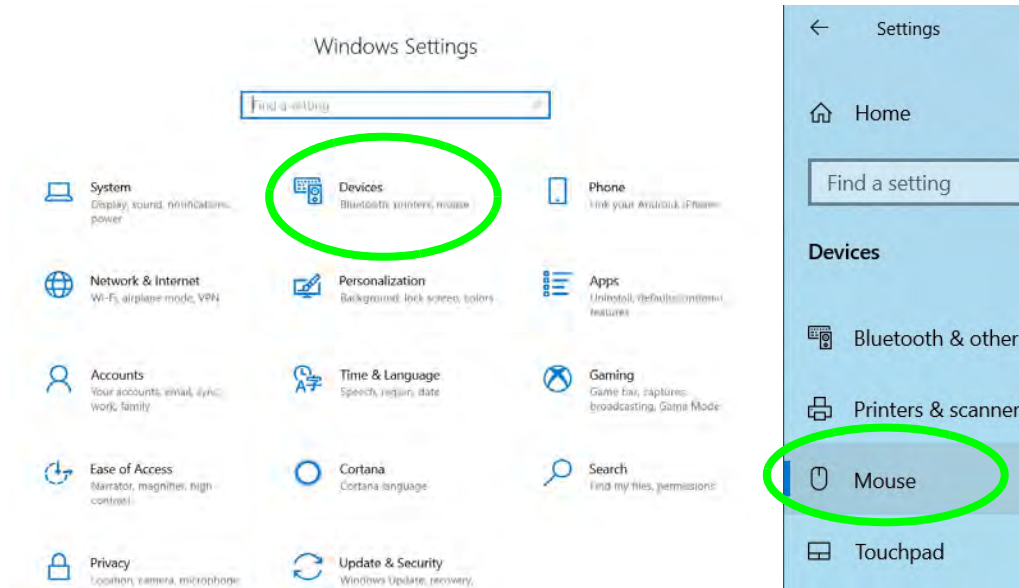 Windows Settings
Find a setting
System
Display, sound, notifications,
power
Devices
Bluetooth, printers, mouse
Phone
Link your Android, iPhone
Network & Internet
Wi-Fi, airplane mode, VPN
Personalization
Background, lock screen, colors
Apps
Uninstall, defaults, optional
features
Accounts
Your accounts, email, sync,
work, family
Time & Language
Speech, region, date
Gaming
Game bar, captures,
broadcasting, Game Mode
Ease of Access
Narrator, magnifier, high
contrast
Cortana
Cortana language
Search
Find my files, permissions
Privacy
Location, camera, microphone
Update & Security
Windows Update, recovery,
Settings
Home
Find a setting
Devices
Bluetooth & other
Printers & scanner
Mouse
Touchpad